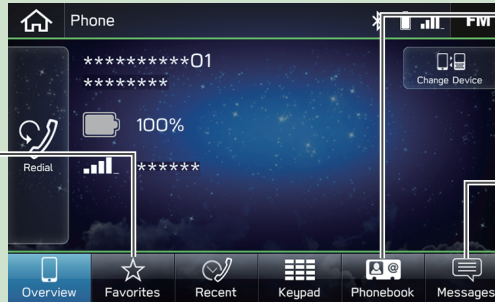 Phone
FM
**********01
********
100%
******
Change Device
Redial
Overview
Favorites
Recent
Keypad
Phonebook
Messages